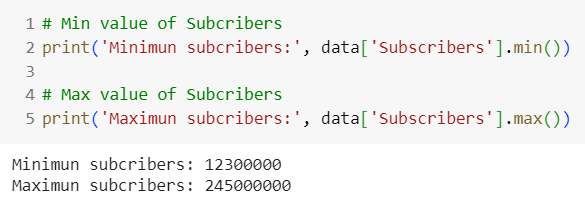 1 # Min value of Subcribers
2 print('Minimun subcribers:', data['Subscribers'].min())
3
4 # Max value of Subcribers
5 print('Maximun subcribers:', data['Subscribers'].max())
Minimun subcribers: 12300000
Maximun subcribers: 245000000